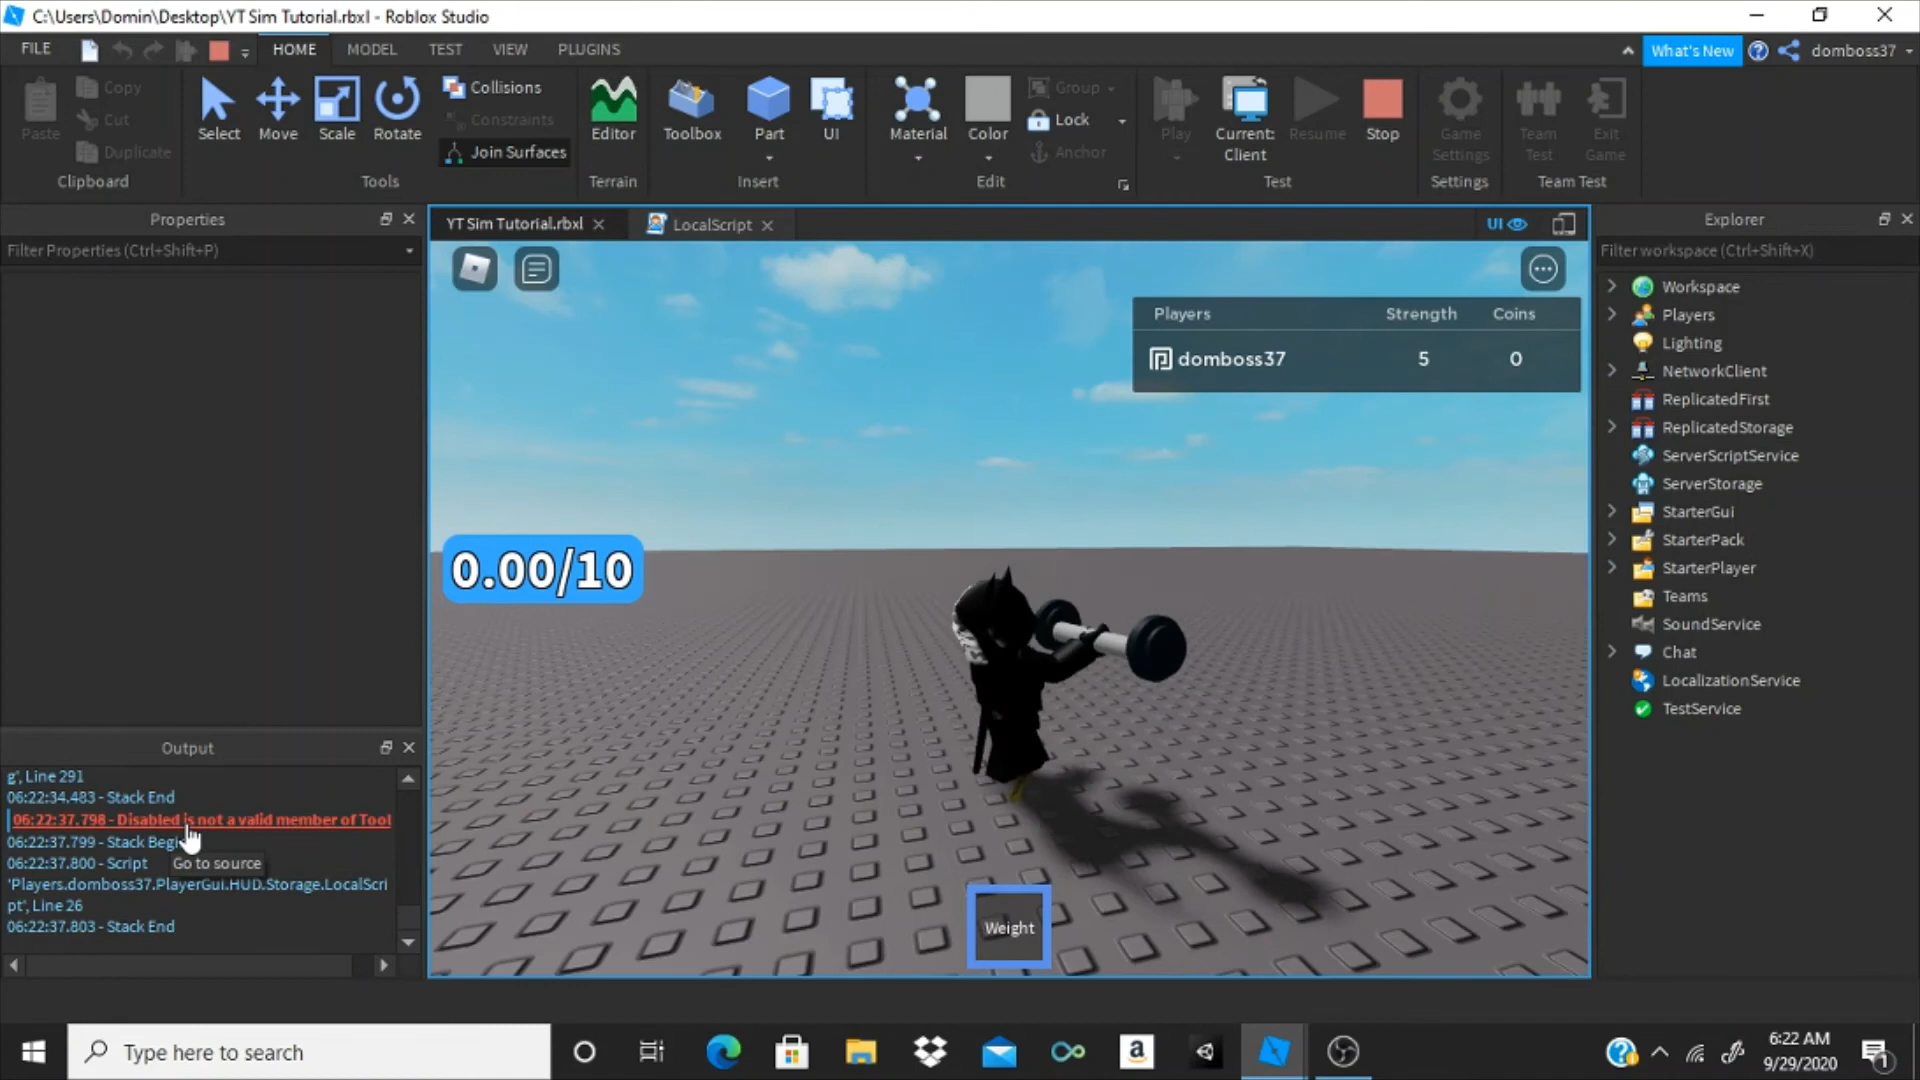 C:\Users\Domin\Desktop\YT Sim Tutorial.rbxl - Roblox Studio
FILE HOME MODEL TEST VIEW PLUGINS What's New domboss37
Paste Copy Cut Duplicate Clipboard
Select Move Scale Rotate Collisions Constraints Join Surfaces Tools
Editor Terrain
Toolbox Part UI Insert
Material Color Group Lock Anchor Edit
Play Current: Client Resume Stop Test
Game Settings Settings
Team Test Exit Game Team Test
Properties
Filter Properties (Ctrl+Shift+P)
YT Sim Tutorial.rbxl LocalScript UI
Players Strength Coins
domboss37 5 0
0.00/10
Weight
Explorer
Filter workspace (Ctrl+Shift+X)
Workspace
Players
Lighting
NetworkClient
ReplicatedFirst
ReplicatedStorage
ServerScriptService
ServerStorage
StarterGui
StarterPack
StarterPlayer
Teams
SoundService
Chat
LocalizationService
TestService
Output
g', Line 291
06:22:34.483 - Stack End
06:22:37.798 - Disabled is not a valid member of Tool
06:22:37.799 - Stack Begi
06:22:37.800 - Script
Go to source
'Players.domboss37.PlayerGui.HUD.Storage.LocalScri
pt', Line 26
06:22:37.803 - Stack End
Type here to search
a
6:22 AM
9/29/2020
1